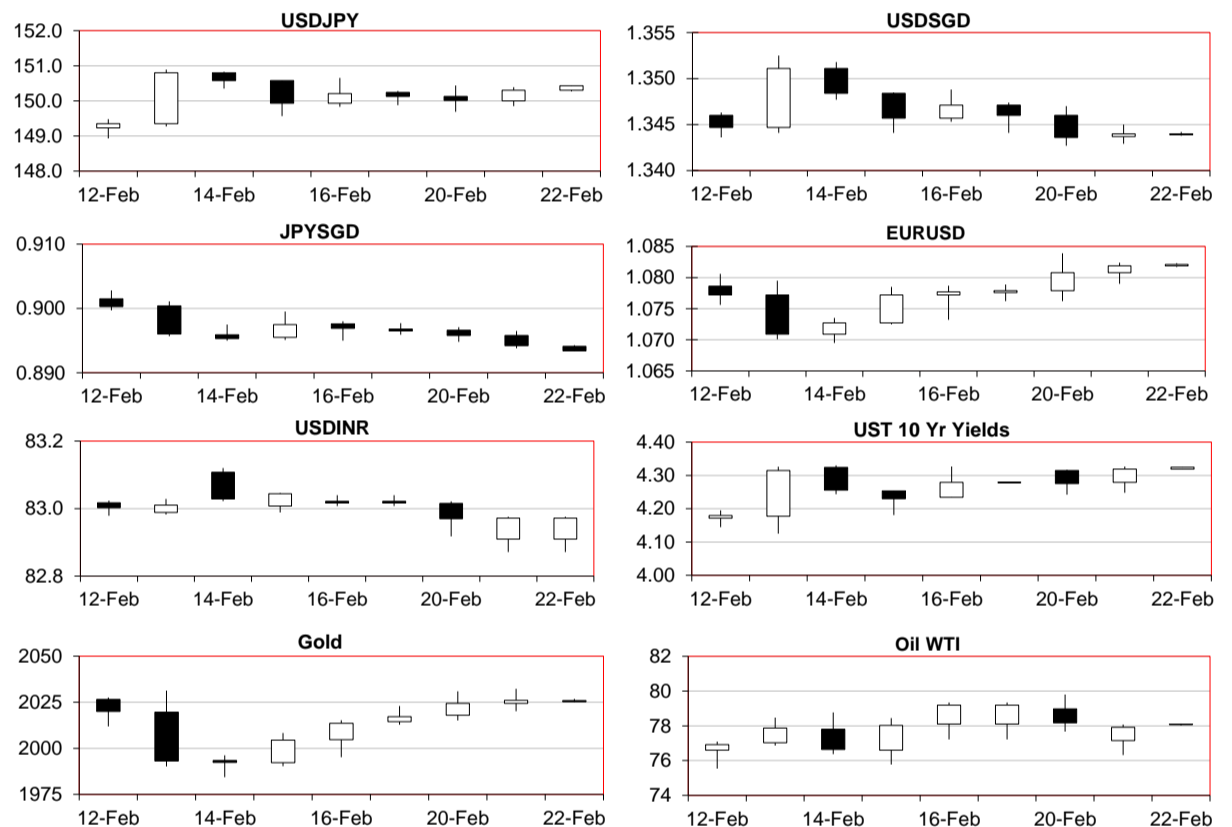 USDJPY
152.0
151.0
150.0
149.0
148.0
12-Feb 14-Feb 16-Feb 20-Feb 22-Feb
USDSGD
1.355
1.350
1.345
1.340
12-Feb 14-Feb 16-Feb 20-Feb 22-Feb
JPYSGD
0.910
0.900
0.890
12-Feb 14-Feb 16-Feb 20-Feb 22-Feb
EURUSD
1.085
1.080
1.075
1.070
1.065
12-Feb 14-Feb 16-Feb 20-Feb 22-Feb
USDINR
83.2
83.0
82.8
12-Feb 14-Feb 16-Feb 20-Feb 22-Feb
UST 10 Yr Yields
4.40
4.30
4.20
4.10
4.00
12-Feb 14-Feb 16-Feb 20-Feb 22-Feb
Gold
2050
2025
2000
1975
12-Feb 14-Feb 16-Feb 20-Feb 22-Feb
Oil WTI
82
80
78
76
74
12-Feb 14-Feb 16-Feb 20-Feb 22-Feb